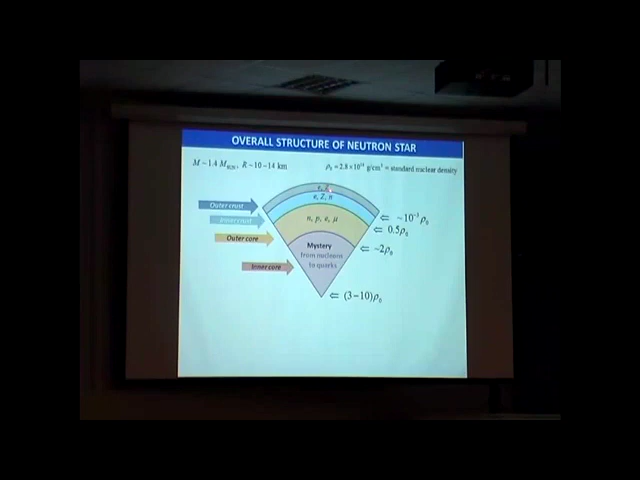 OVERALL STRUCTURE OF NEUTRON STAR
M ~ 1.4 M_SUN, R ~ 10 − 14 km
ρ₀ = 2.8 × 10¹⁴ g/cm³ = standard nuclear density
e, Z, n
Outer crust
Inner crust
Outer core
Inner core
n, p, e, μ
Mystery
from nucleons
to quarks
⇐ ~10⁻³ρ₀
⇐ 0.5ρ₀
⇐ ~2ρ₀
⇐ (3−10)ρ₀